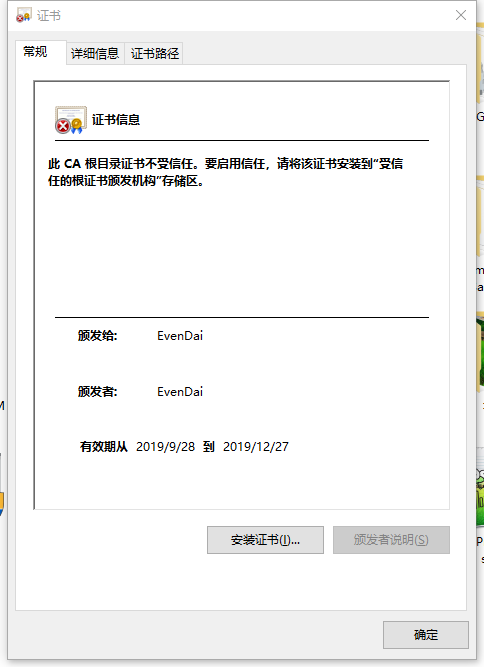 证书
常规
详细信息
证书路径
证书信息
此 CA 根目录证书不受信任。要启用信任，请将该证书安装到“受信
任的根证书颁发机构”存储区。
颁发给: EvenDai
颁发者: EvenDai
有效期从 2019/9/28 到 2019/12/27
安装证书(I)...
颁发者说明(S)
确定